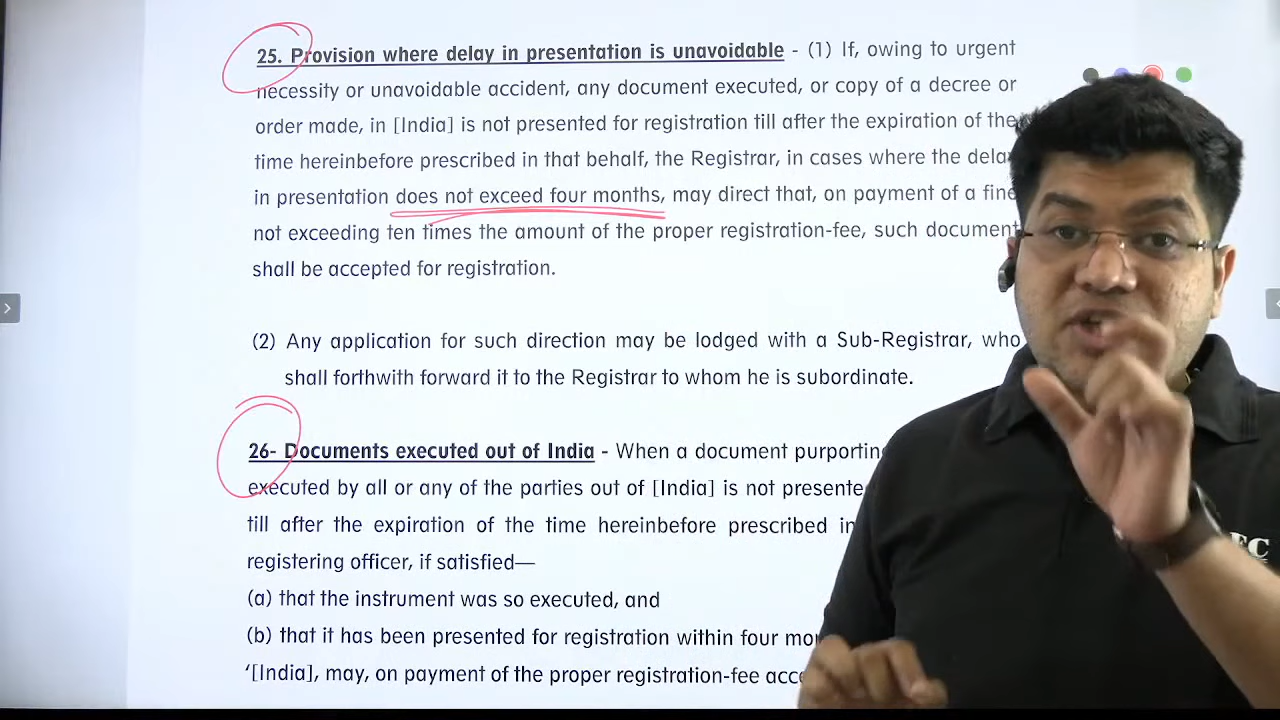 25. Provision where delay in presentation is unavoidable - (1) If, owing to urgent
necessity or unavoidable accident, any document executed, or copy of a decree or
order made, in [India] is not presented for registration till after the expiration of the
time hereinbefore prescribed in that behalf, the Registrar, in cases where the
in presentation does not exceed four months, may direct that, on payment of a fine
not exceeding ten times the amount of the proper registration-fee, such document
shall be accepted for registration.
(2) Any application for such direction may be lodged with a Sub-Registrar, who
shall forthwith forward it to the Registrar to whom he is subordinate.
26- Documents executed out of India - When a document
executed by all or any of the parties out of [India] is not
till after the expiration of the time hereinbefore prescribed in
registering officer, if satisfied—
(a) that the instrument was so executed, and
(b) that it has been presented for registration within four
'[India], may, on payment of the proper registration-fee